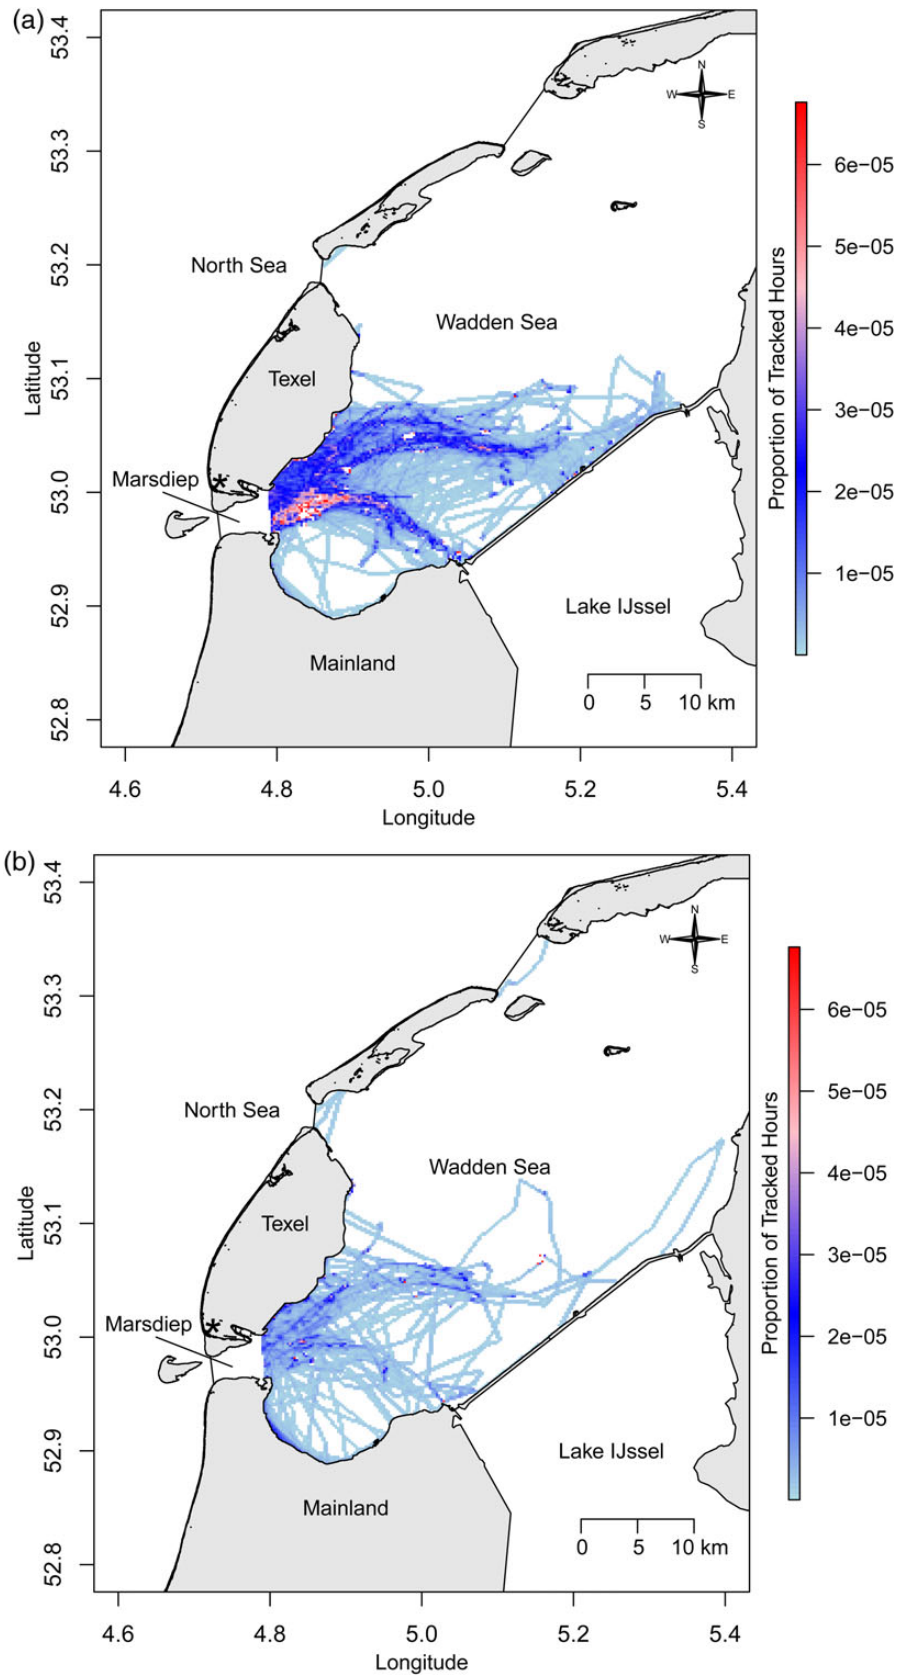 (a)
53.4
53.3
53.2
53.1
53.0
52.9
52.8
Latitude
N
W E
S
North Sea
Wadden Sea
Texel
Marsdiep
*
Lake IJssel
Mainland
0 5 10 km
4.6 4.8 5.0 5.2 5.4
Longitude
6e−05
5e−05
4e−05
3e−05
2e−05
1e−05
Proportion of Tracked Hours
(b)
53.4
53.3
53.2
53.1
53.0
52.9
52.8
Latitude
N
W E
S
North Sea
Wadden Sea
Texel
Marsdiep
*
Lake IJssel
Mainland
0 5 10 km
4.6 4.8 5.0 5.2 5.4
Longitude
6e−05
5e−05
4e−05
3e−05
2e−05
1e−05
Proportion of Tracked Hours